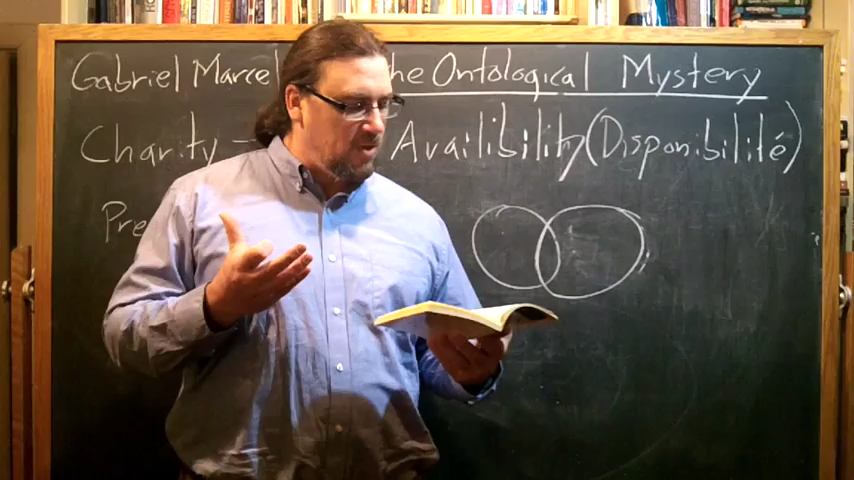 Gabriel Marcel he Ontological Mystery
Charity – Availibility (Disponibilité)
Pre